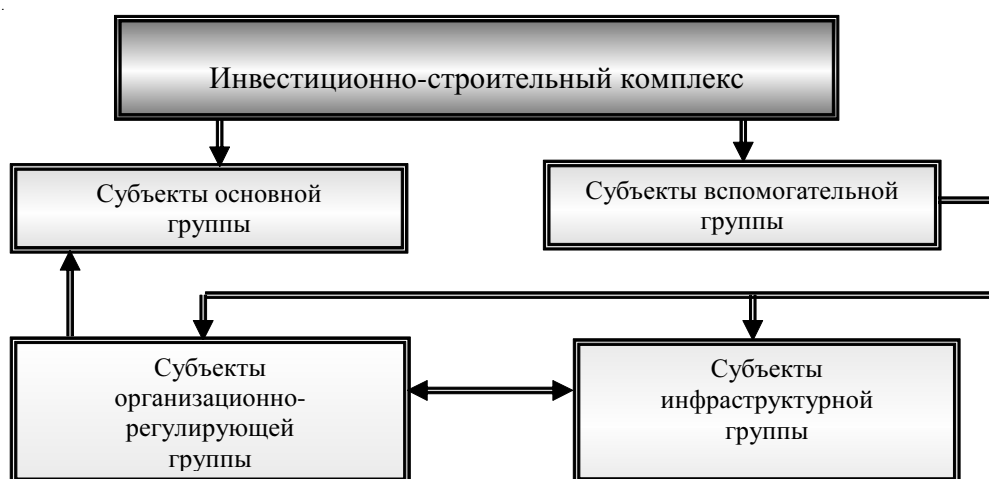 Инвестиционно-строительный комплекс
Субъекты основной
группы
Субъекты вспомогательной
группы
Субъекты
организационно-
регулирующей
группы
Субъекты
инфраструктурной
группы